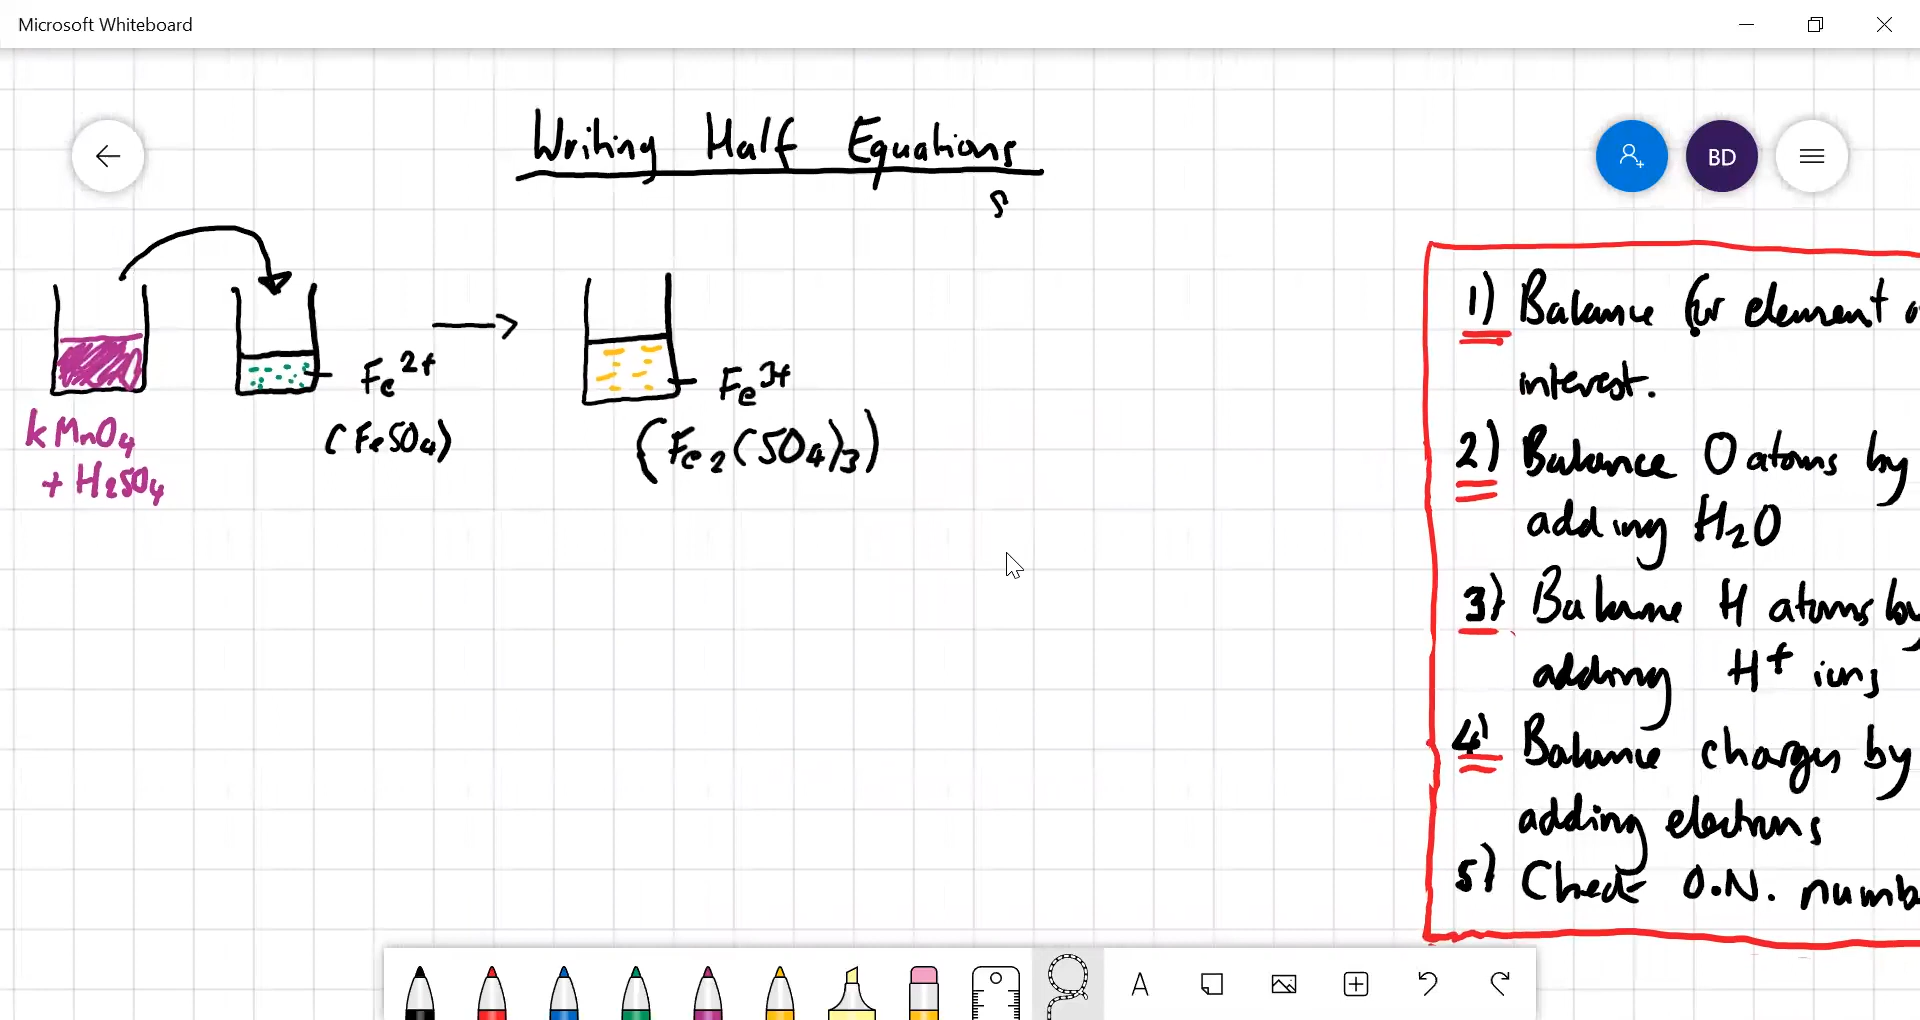 Microsoft Whiteboard
Writing Half Equations
s
BD
Fe²⁺
(FeSO₄)
Fe³⁺
(Fe₂(SO₄)₃)
kMnO₄
+ H₂SO₄
1) Balance for element o
interest.
2) Balance O atoms by
adding H₂O
3) Balance H atoms by
adding H⁺ ions
4) Balance charges by
adding electrons
5) Check O.N. numb
A